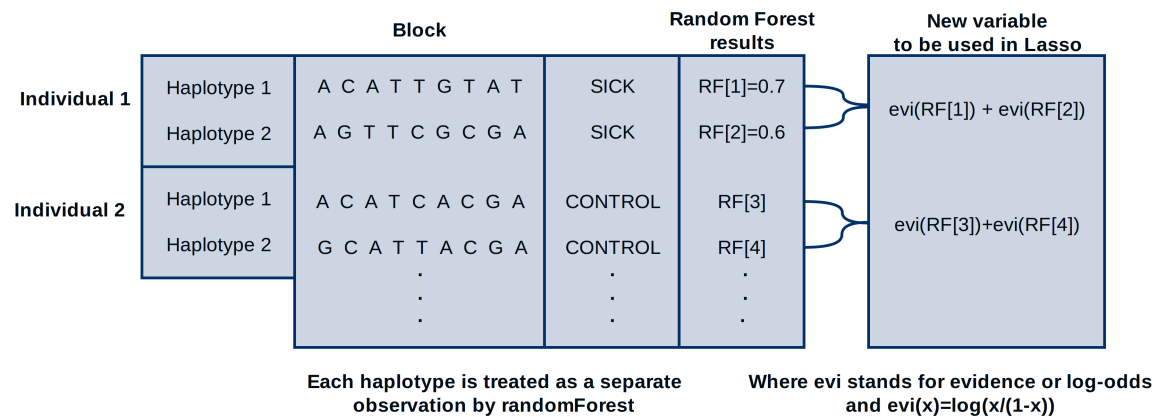 Block
Random Forest
results
New variable
to be used in Lasso
Individual 1
Haplotype 1
A C A T T G T A T
SICK
RF[1]=0.7
Haplotype 2
A G T T C G C G A
SICK
RF[2]=0.6
evi(RF[1]) + evi(RF[2])
Individual 2
Haplotype 1
A C A T C A C G A
CONTROL
RF[3]
Haplotype 2
G C A T T A C G A
CONTROL
RF[4]
evi(RF[3])+evi(RF[4])
. . .
. . .
. . .
Each haplotype is treated as a separate
observation by randomForest
Where evi stands for evidence or log-odds
and evi(x)=log(x/(1-x))